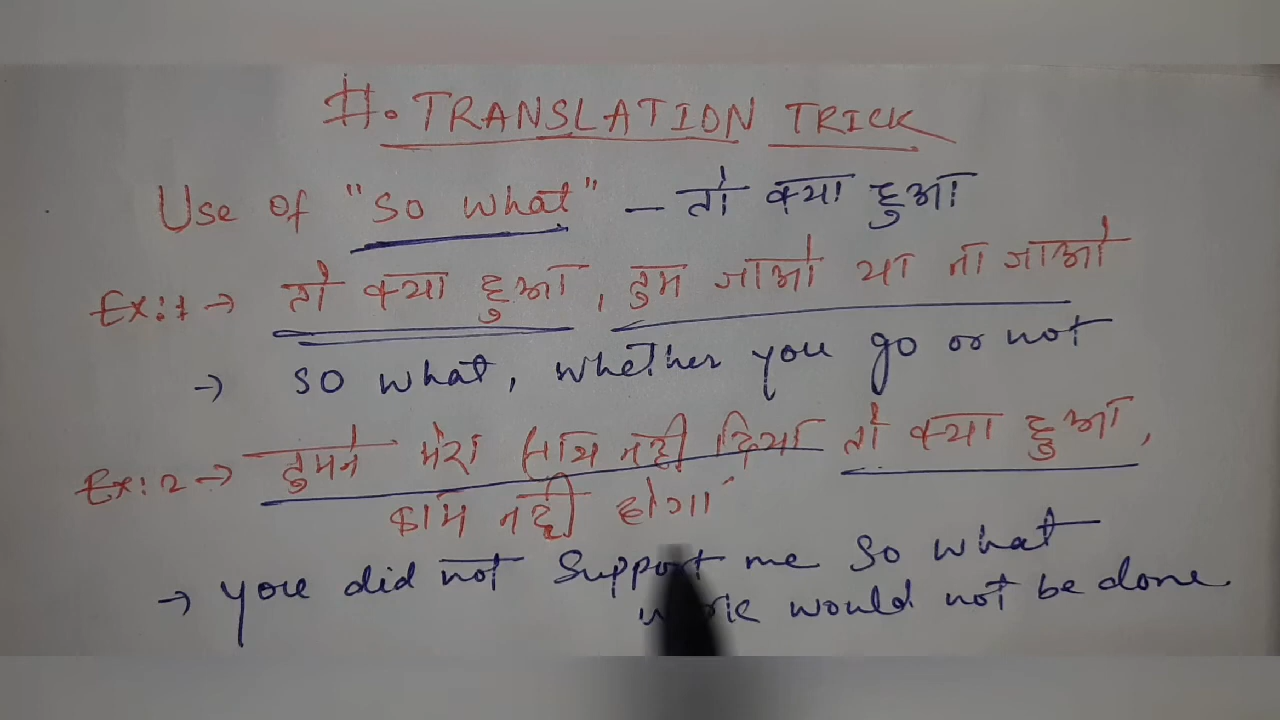 #. TRANSLATION TRICK
Use of "so what" – तो क्या हुआ
Ex:1 → तो क्या हुआ, तुम जाओ या ना जाओ
→ so what, whether you go or not
Ex:2 → तुमने मेरा साथ नही दिया तो क्या हुआ,
काम नही होगा
→ you did not support me so what
work would not be done